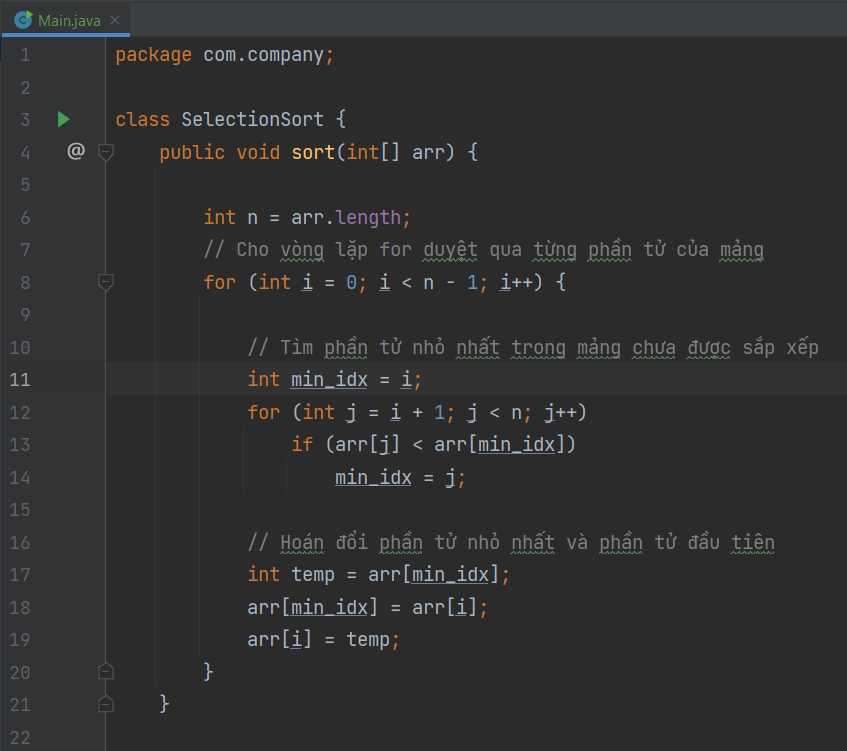 Main.java
1 package com.company;
2
3 class SelectionSort {
4 @ public void sort(int[] arr) {
5
6 int n = arr.length;
7 // Cho vòng lặp for duyệt qua từng phần tử của mảng
8 for (int i = 0; i < n - 1; i++) {
9
10 // Tìm phần tử nhỏ nhất trong mảng chưa được sắp xếp
11 int min_idx = i;
12 for (int j = i + 1; j < n; j++)
13 if (arr[j] < arr[min_idx])
14 min_idx = j;
15
16 // Hoán đổi phần tử nhỏ nhất và phần tử đầu tiên
17 int temp = arr[min_idx];
18 arr[min_idx] = arr[i];
19 arr[i] = temp;
20 }
21 }
22